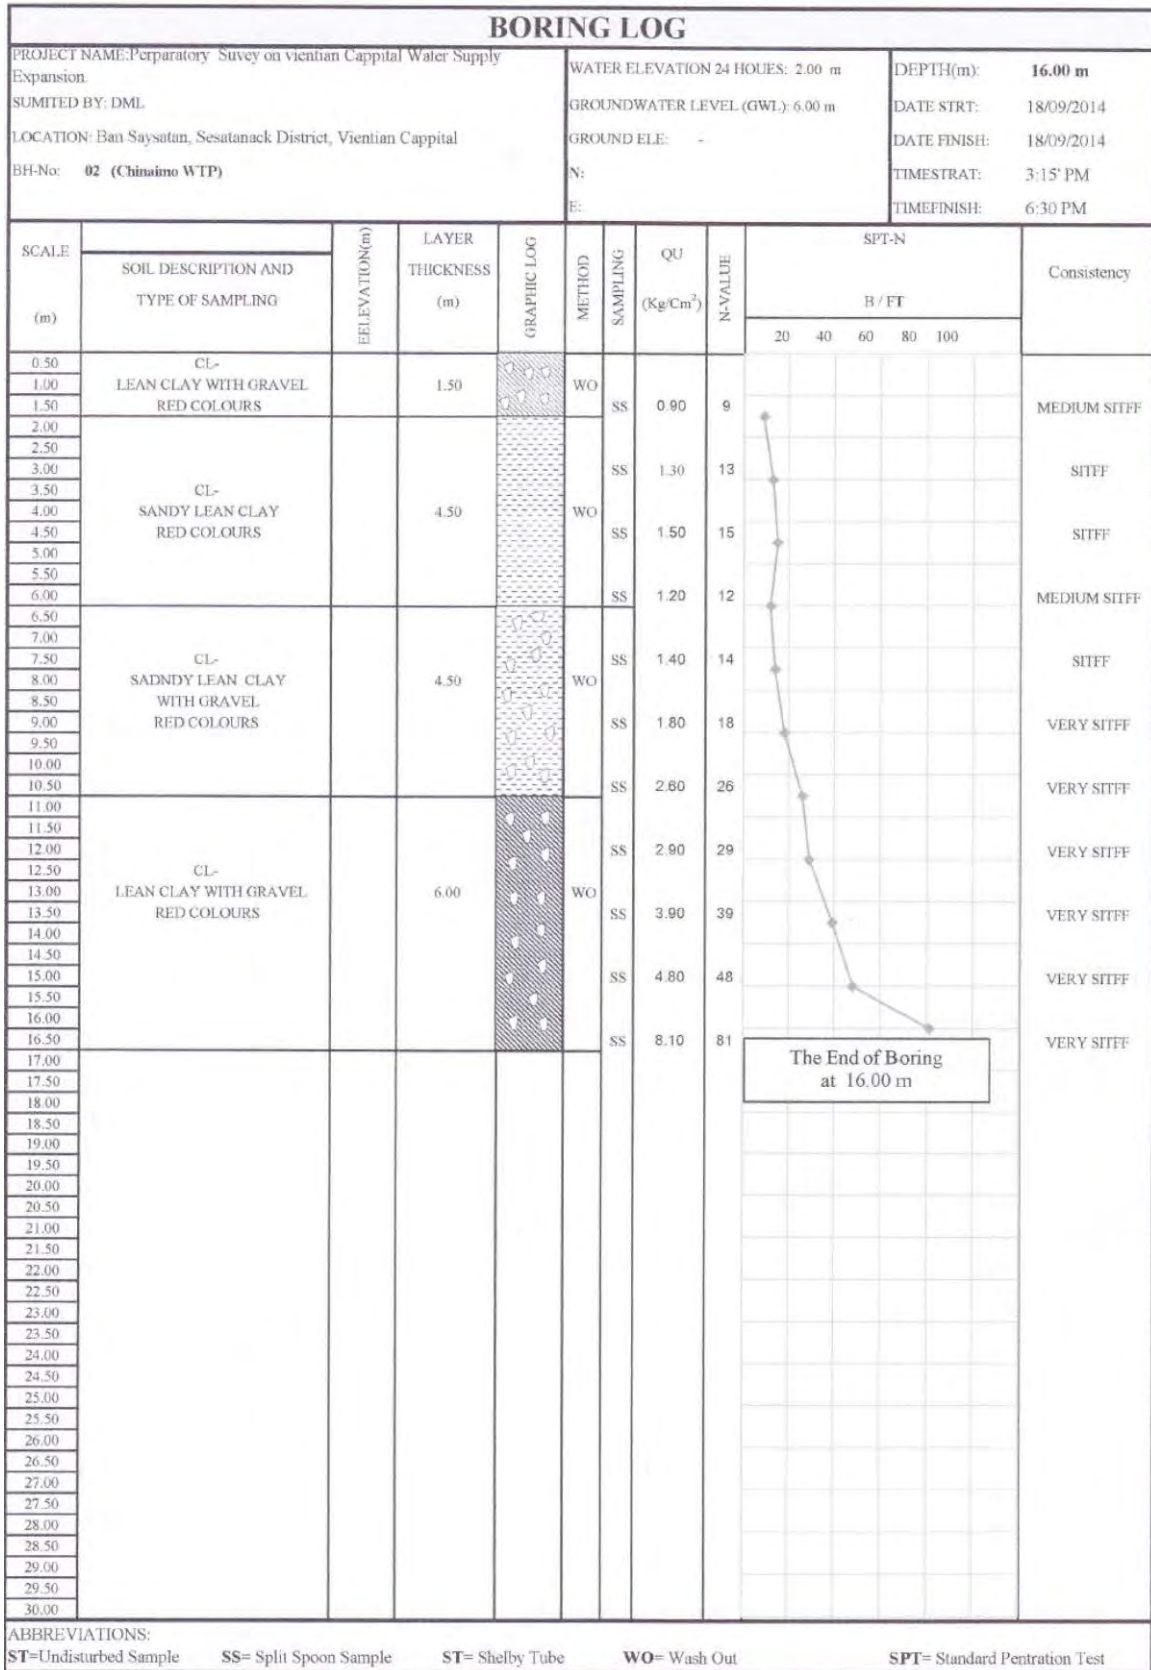 BORING LOG
PROJECT NAME:Perparatory Suvey on vientian Cappital Water Supply
Expansion.
SUMITED BY: DML
LOCATION: Ban Saysatan, Sesatanack District, Vientian Cappital
BH-No: 02 (Chinaimo WTP)
WATER ELEVATION 24 HOUES: 2.00 m
GROUNDWATER LEVEL (GWL): 6.00 m
GROUND ELE: -
N:
E:
DEPTH(m): 16.00 m
DATE STRT: 18/09/2014
DATE FINISH: 18/09/2014
TIMESTRAT: 3:15' PM
TIMEFINISH: 6:30 PM
SCALE
(m)
SOIL DESCRIPTION AND
TYPE OF SAMPLING
EELEVATION(m)
LAYER
THICKNESS
(m)
GRAPHIC LOG
METHOD
SAMPLING
QU
(Kg/Cm²)
N-VALUE
SPT-N
B / FT
20 40 60 80 100
Consistency
0.50 CL-
1.00 LEAN CLAY WITH GRAVEL 1.50 WO
1.50 RED COLOURS SS 0.90 9 MEDIUM SITFF
2.00
2.50
3.00 SS 1.30 13 SITFF
3.50 CL-
4.00 SANDY LEAN CLAY 4.50 WO
4.50 RED COLOURS SS 1.50 15 SITFF
5.00
5.50
6.00 SS 1.20 12 MEDIUM SITFF
6.50
7.00
7.50 CL- SS 1.40 14 SITFF
8.00 SADNDY LEAN CLAY 4.50 WO
8.50 WITH GRAVEL
9.00 RED COLOURS SS 1.80 18 VERY SITFF
9.50
10.00
10.50 SS 2.60 26 VERY SITFF
11.00
11.50
12.00 SS 2.90 29 VERY SITFF
12.50 CL-
13.00 LEAN CLAY WITH GRAVEL 6.00 WO
13.50 RED COLOURS SS 3.90 39 VERY SITFF
14.00
14.50
15.00 SS 4.80 48 VERY SITFF
15.50
16.00
16.50 SS 8.10 81 VERY SITFF
The End of Boring
at 16.00 m
17.00
17.50
18.00
18.50
19.00
19.50
20.00
20.50
21.00
21.50
22.00
22.50
23.00
23.50
24.00
24.50
25.00
25.50
26.00
26.50
27.00
27.50
28.00
28.50
29.00
29.50
30.00
ABBREVIATIONS:
ST=Undisturbed Sample SS= Split Spoon Sample ST= Shelby Tube WO= Wash Out SPT= Standard Pentration Test